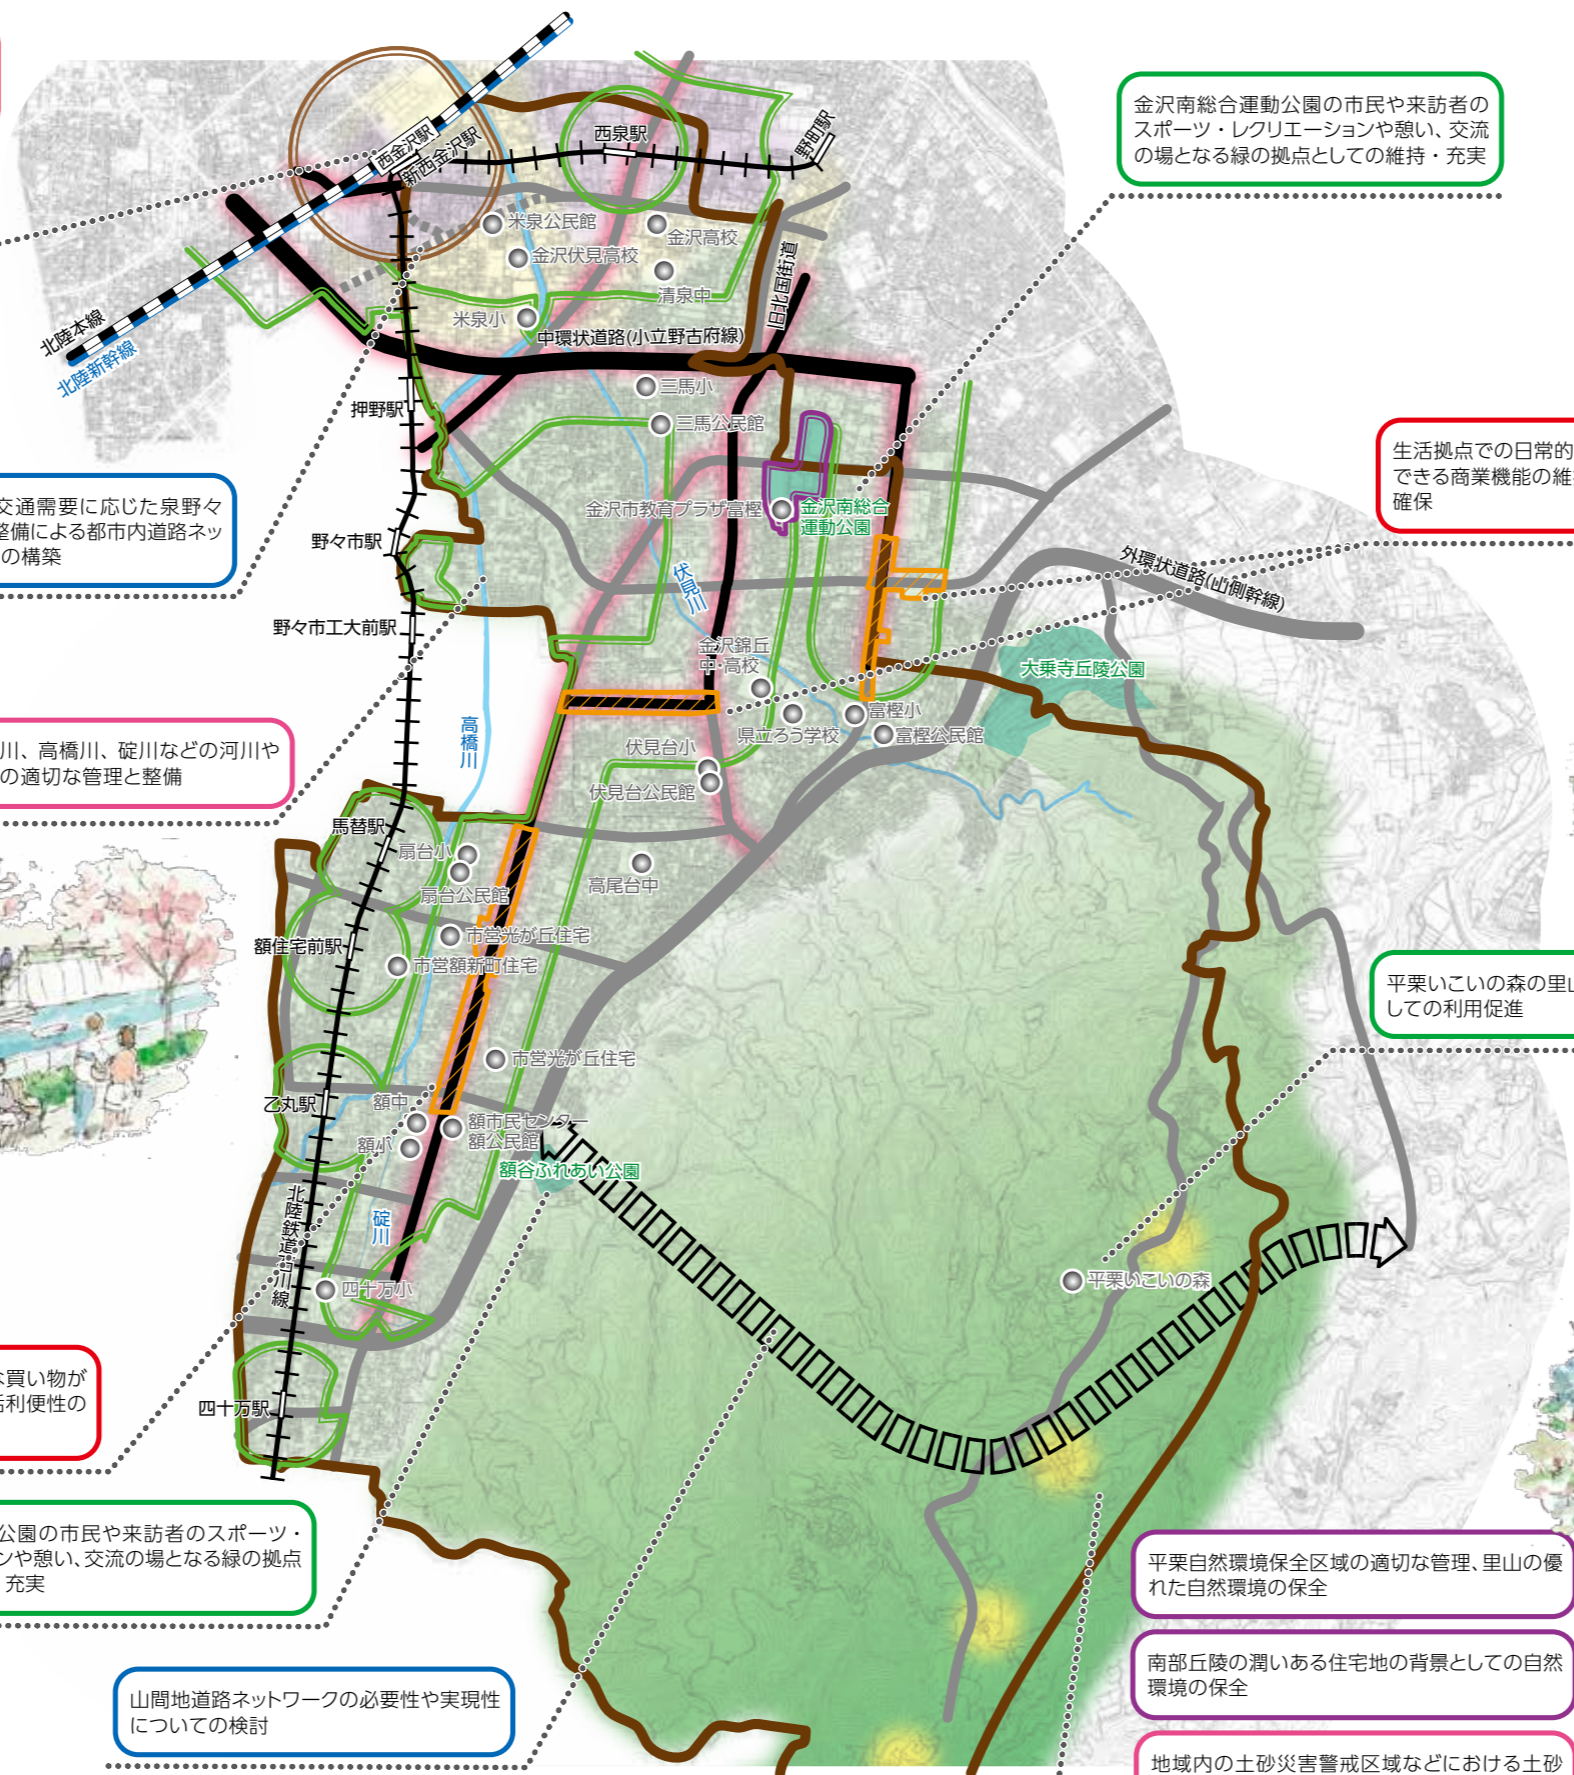 金沢南総合運動公園の市民や来訪者の
スポーツ・レクリエーションや憩い、交流
の場となる緑の拠点としての維持・充実
西金沢駅
新西金沢駅
西泉駅
野町駅
米泉公民館
金沢高校
金沢伏見高校
清泉中
米泉小
旧北国街道
中環状道路(小立野古府線)
北陸本線
北陸新幹線
三馬小
押野駅
三馬公民館
生活拠点での日常的
できる商業機能の維
確保
交通需要に応じた泉野々
整備による都市内道路ネッ
の構築
金沢市教育プラザ富樫
金沢南総合
運動公園
野々市駅
外環状道路(山側幹線)
伏見川
野々市工大前駅
金沢錦丘
中・高校
大乗寺丘陵公園
富樫小
県立ろう学校
富樫公民館
高橋川
川、高橋川、碇川などの河川や
の適切な管理と整備
伏見台小
伏見台公民館
馬替駅
扇台小
扇台公民館
高尾台中
額住宅前駅
市営光が丘住宅
市営額新町住宅
平栗いこいの森の里山
しての利用促進
市営光が丘住宅
乙丸駅
額中
額小
額市民センター
額公民館
額谷ふれあい公園
北陸鉄道石川線
碇川
四十万小
平栗いこいの森
な買い物が
活利便性の
四十万駅
公園の市民や来訪者のスポーツ・
ンや憩い、交流の場となる緑の拠点
充実
平栗自然環境保全区域の適切な管理、里山の優
れた自然環境の保全
南部丘陵の潤いある住宅地の背景としての自然
環境の保全
山間地道路ネットワークの必要性や実現性
についての検討
地域内の土砂災害警戒区域などにおける土砂